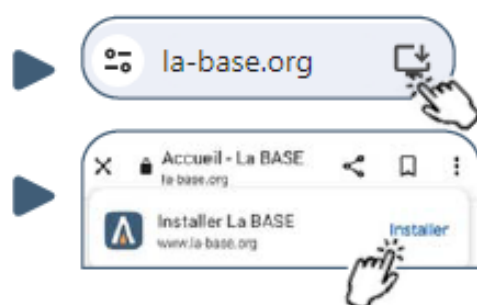 la-base.org
Accueil - La BASE
la-base.org
Installer La BASE
www.la-base.org
Installer